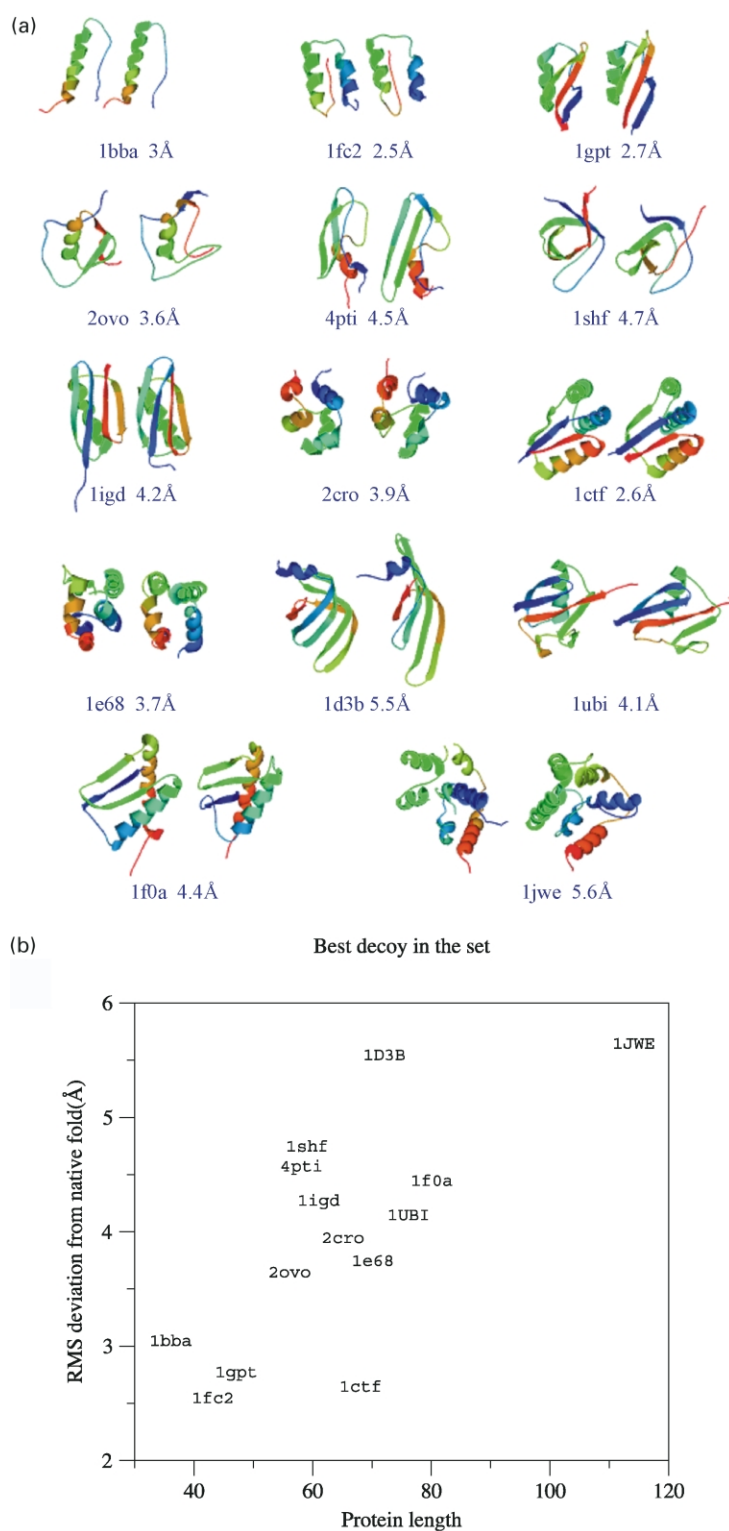 (a)
1bba 3Å
1fc2 2.5Å
1gpt 2.7Å
2ovo 3.6Å
4pti 4.5Å
1shf 4.7Å
1igd 4.2Å
2cro 3.9Å
1ctf 2.6Å
1e68 3.7Å
1d3b 5.5Å
1ubi 4.1Å
1f0a 4.4Å
1jwe 5.6Å
(b)
Best decoy in the set
RMS deviation from native fold(Å)
6
5
4
3
2
1JWE
1D3B
1shf
4pti
1f0a
1igd
1UBI
2cro
1e68
2ovo
1bba
1gpt
1ctf
1fc2
40 60 80 100 120
Protein length